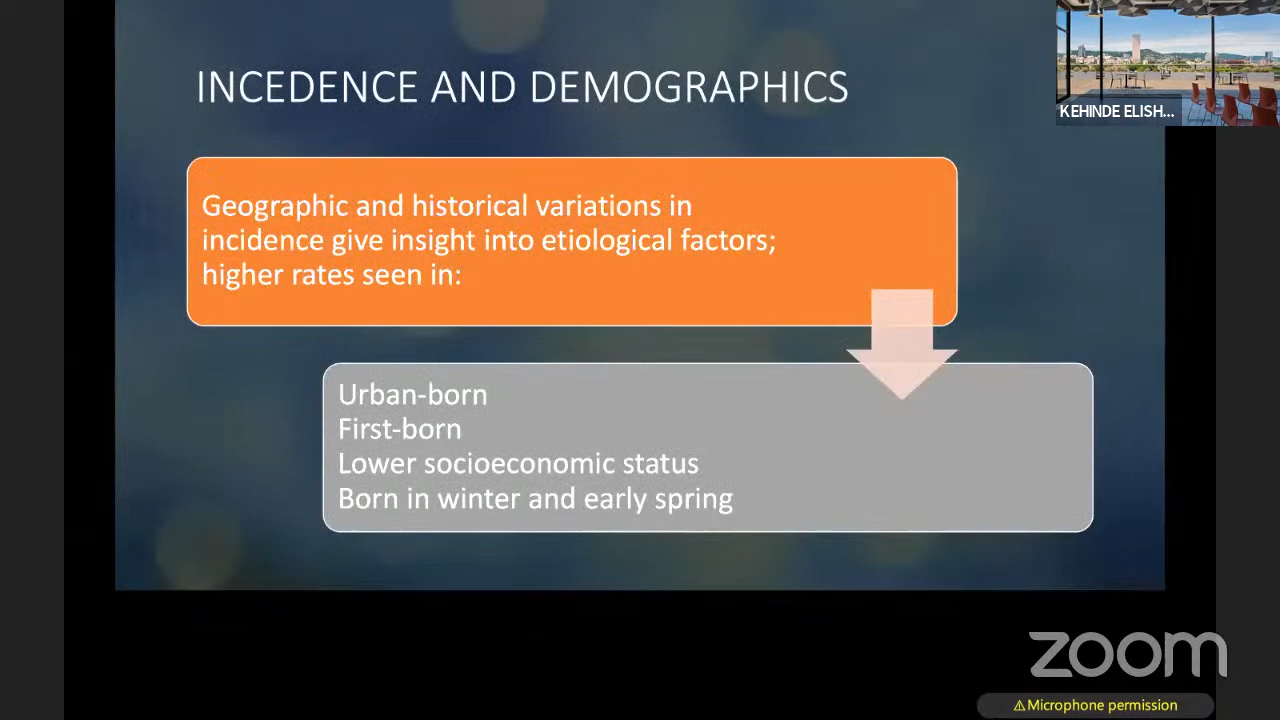 INCEDENCE AND DEMOGRAPHICS
KEHINDE ELISH...
Geographic and historical variations in
incidence give insight into etiological factors;
higher rates seen in:
Urban-born
First-born
Lower socioeconomic status
Born in winter and early spring
zoom
⚠Microphone permission